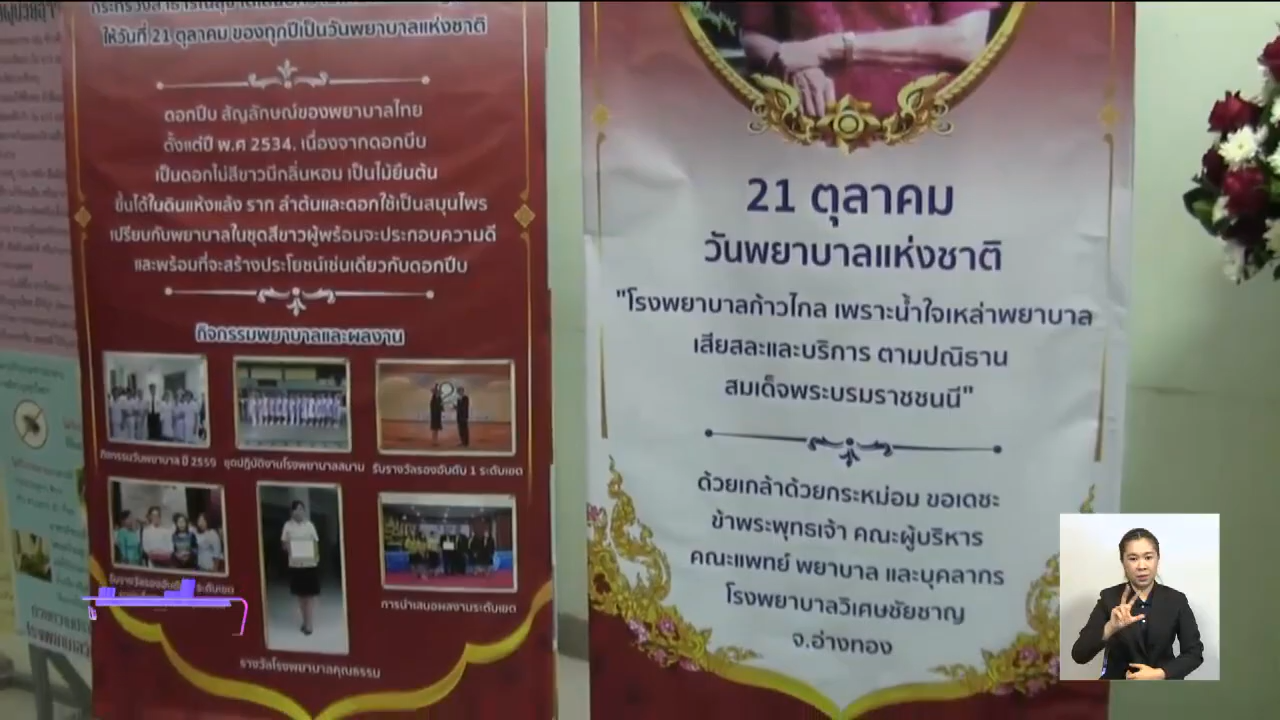 ให้วันที่ 21 ตุลาคม ของทุกปีเป็นวันพยาบาลแห่งชาติ
ดอกปีบ สัญลักษณ์ของพยาบาลไทย
ตั้งแต่ปี พ.ศ 2534. เนื่องจากดอกปีบ
เป็นดอกไม้สีขาวมีกลิ่นหอม เป็นไม้ยืนต้น
ขึ้นได้ในดินแห้งแล้ง ราก ลำต้นและดอกใช้เป็นสมุนไพร
เปรียบกับพยาบาลในชุดสีขาวผู้พร้อมจะประกอบความดี
และพร้อมที่จะสร้างประโยชน์เช่นเดียวกับดอกปีบ
กิจกรรมพยาบาลและผลงาน
กิจกรรมวันพยาบาล ปี 2559
ชุดปฏิบัติงานโรงพยาบาลสนาม
รับรางวัลรองอันดับ 1 ระดับเขต
การนำเสนอผลงานระดับเขต
รางวัลโรงพยาบาลคุณธรรม
21 ตุลาคม
วันพยาบาลแห่งชาติ
"โรงพยาบาลก้าวไกล เพราะน้ำใจเหล่าพยาบาล
เสียสละและบริการ ตามปณิธาน
สมเด็จพระบรมราชชนนี"
ด้วยเกล้าด้วยกระหม่อม ขอเดชะ
ข้าพระพุทธเจ้า คณะผู้บริหาร
คณะแพทย์ พยาบาล และบุคลากร
โรงพยาบาลวิเศษชัยชาญ
จ.อ่างทอง